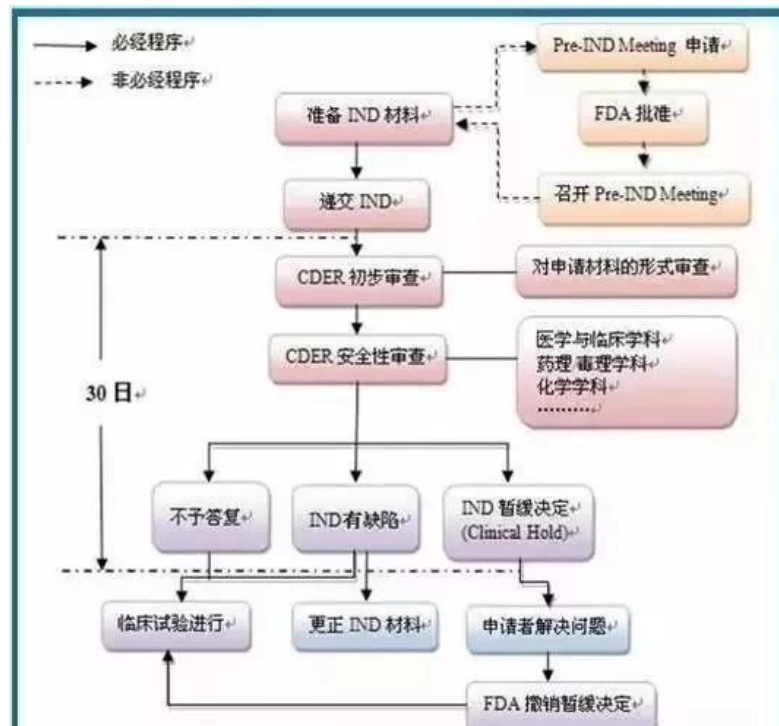 必经程序
非必经程序
Pre-IND Meeting 申请
FDA 批准
召开 Pre-IND Meeting
准备 IND 材料
递交 IND
CDER 初步审查
对申请材料的形式审查
CDER 安全性审查
医学与临床学科
药理/毒理学科
化学学科
………
30 日
不予答复
IND有缺陷
IND 暂缓决定
(Clinical Hold)
临床试验进行
更正 IND 材料
申请者解决问题
FDA 撤销暂缓决定